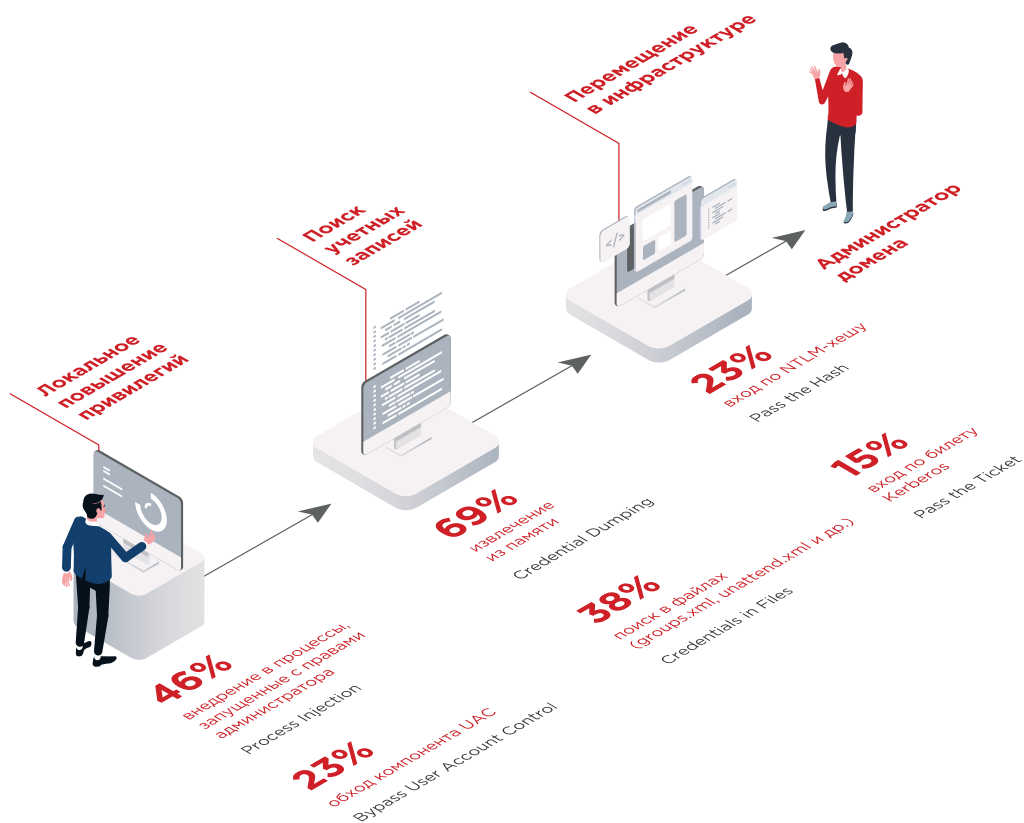 Локальное
повышение
привилегий
Поиск
учетных
записей
Перемещение
в инфраструктуре
Администратор
домена
</>
46%
внедрение в процессы,
запущенные с правами
администратора
Process Injection
23%
обход компонента UAC
Bypass User Account Control
69%
извлечение
из памяти
Credential Dumping
38%
поиск в файлах
(groups.xml, unattend.xml и др.)
Credentials in Files
23%
вход по NTLM-хешу
Pass the Hash
15%
вход по билету
Kerberos
Pass the Ticket